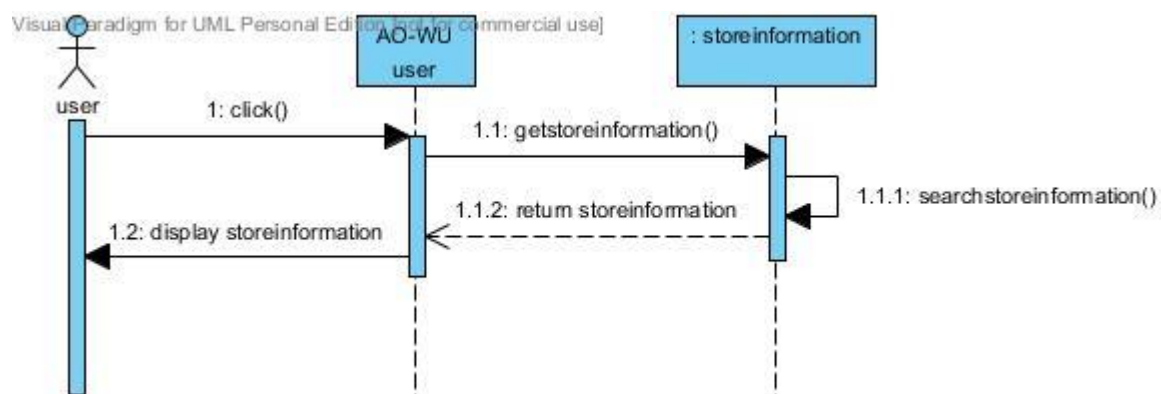 Visual Paradigm for UML Personal Edition [not for commercial use]
AO-WU
user
: storeinformation
user
1: click()
1.1: getstoreinformation()
1.1.1: searchstoreinformation()
1.1.2: return storeinformation
1.2: display storeinformation